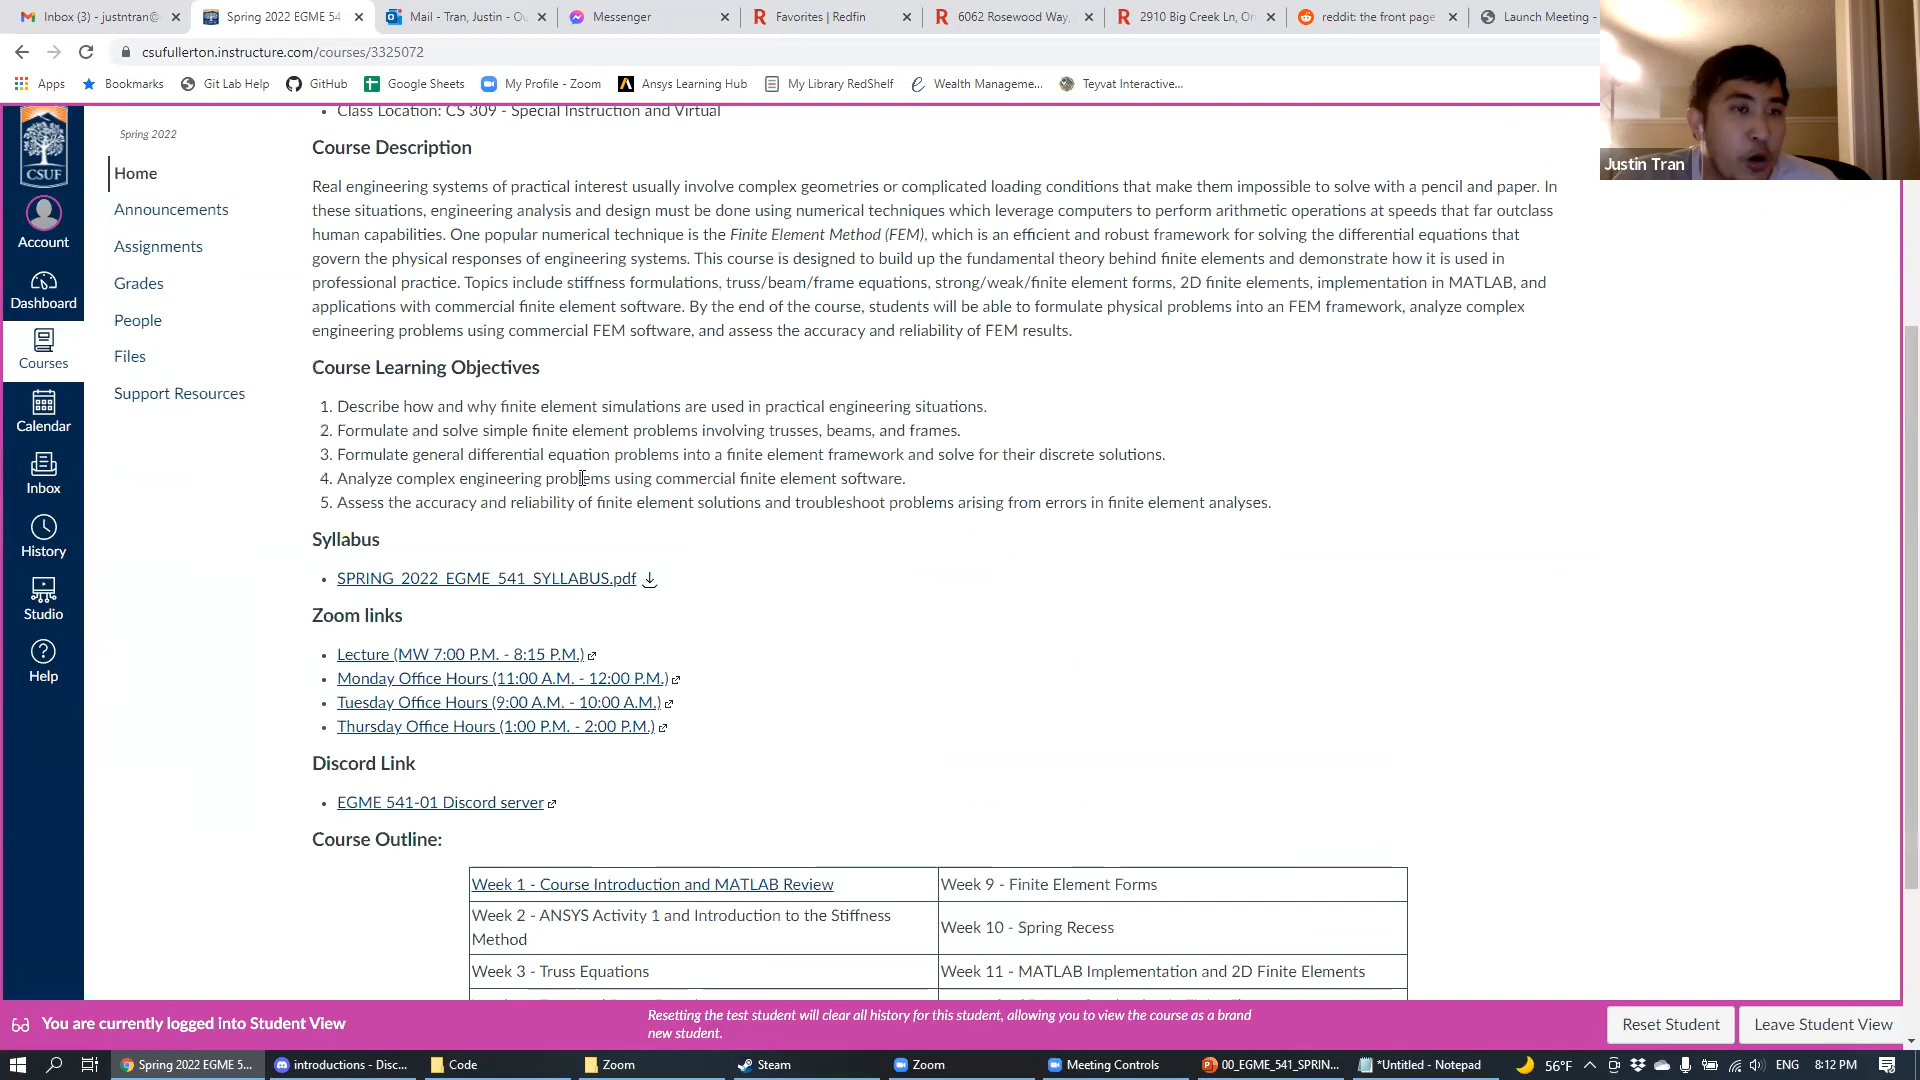 Inbox (3) - justntran@
Spring 2022 EGME 54
Mail - Tran, Justin - Ou
Messenger
Favorites | Redfin
6062 Rosewood Way,
2910 Big Creek Ln, Or
reddit: the front page
Launch Meeting -
csufullerton.instructure.com/courses/3325072
Apps
Bookmarks
Git Lab Help
GitHub
Google Sheets
My Profile - Zoom
Ansys Learning Hub
My Library RedShelf
Wealth Manageme...
Teyvat Interactive...
Justin Tran
CSUF
Account
Dashboard
Courses
Calendar
Inbox
History
Studio
Help
Spring 2022
Home
Announcements
Assignments
Grades
People
Files
Support Resources
• Class Location: CS 309 - Special Instruction and Virtual
Course Description
Real engineering systems of practical interest usually involve complex geometries or complicated loading conditions that make them impossible to solve with a pencil and paper. In
these situations, engineering analysis and design must be done using numerical techniques which leverage computers to perform arithmetic operations at speeds that far outclass
human capabilities. One popular numerical technique is the Finite Element Method (FEM), which is an efficient and robust framework for solving the differential equations that
govern the physical responses of engineering systems. This course is designed to build up the fundamental theory behind finite elements and demonstrate how it is used in
professional practice. Topics include stiffness formulations, truss/beam/frame equations, strong/weak/finite element forms, 2D finite elements, implementation in MATLAB, and
applications with commercial finite element software. By the end of the course, students will be able to formulate physical problems into an FEM framework, analyze complex
engineering problems using commercial FEM software, and assess the accuracy and reliability of FEM results.
Course Learning Objectives
1. Describe how and why finite element simulations are used in practical engineering situations.
2. Formulate and solve simple finite element problems involving trusses, beams, and frames.
3. Formulate general differential equation problems into a finite element framework and solve for their discrete solutions.
4. Analyze complex engineering problems using commercial finite element software.
5. Assess the accuracy and reliability of finite element solutions and troubleshoot problems arising from errors in finite element analyses.
Syllabus
• SPRING_2022_EGME_541_SYLLABUS.pdf
Zoom links
• Lecture (MW 7:00 P.M. - 8:15 P.M.)
• Monday Office Hours (11:00 A.M. - 12:00 P.M.)
• Tuesday Office Hours (9:00 A.M. - 10:00 A.M.)
• Thursday Office Hours (1:00 P.M. - 2:00 P.M.)
Discord Link
• EGME 541-01 Discord server
Course Outline:
Week 1 - Course Introduction and MATLAB Review
Week 9 - Finite Element Forms
Week 2 - ANSYS Activity 1 and Introduction to the Stiffness
Method
Week 10 - Spring Recess
Week 3 - Truss Equations
Week 11 - MATLAB Implementation and 2D Finite Elements
You are currently logged into Student View
Resetting the test student will clear all history for this student, allowing you to view the course as a brand
new student.
Reset Student
Leave Student View
Spring 2022 EGME 5...
introductions - Disc...
Code
Zoom
Steam
Zoom
Meeting Controls
00_EGME_541_SPRIN...
*Untitled - Notepad
56°F
ENG
8:12 PM